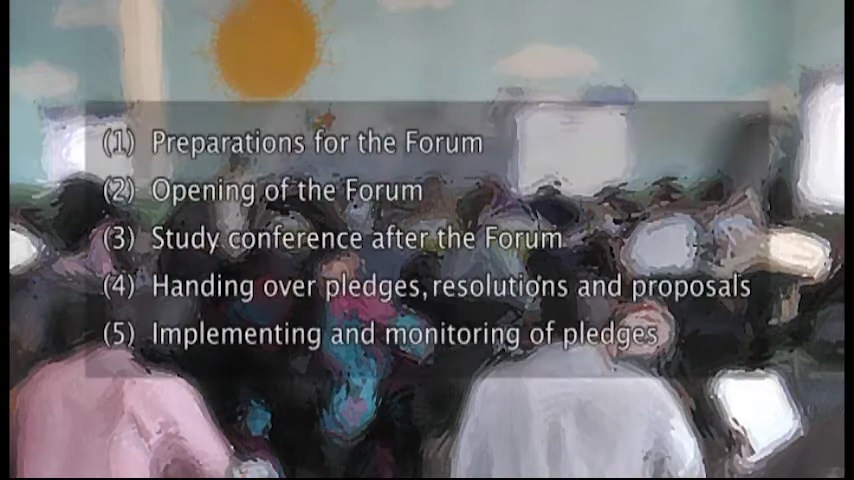 (1) Preparations for the Forum
(2) Opening of the Forum
(3) Study conference after the Forum
(4) Handing over pledges, resolutions and proposals
(5) Implementing and monitoring of pledges